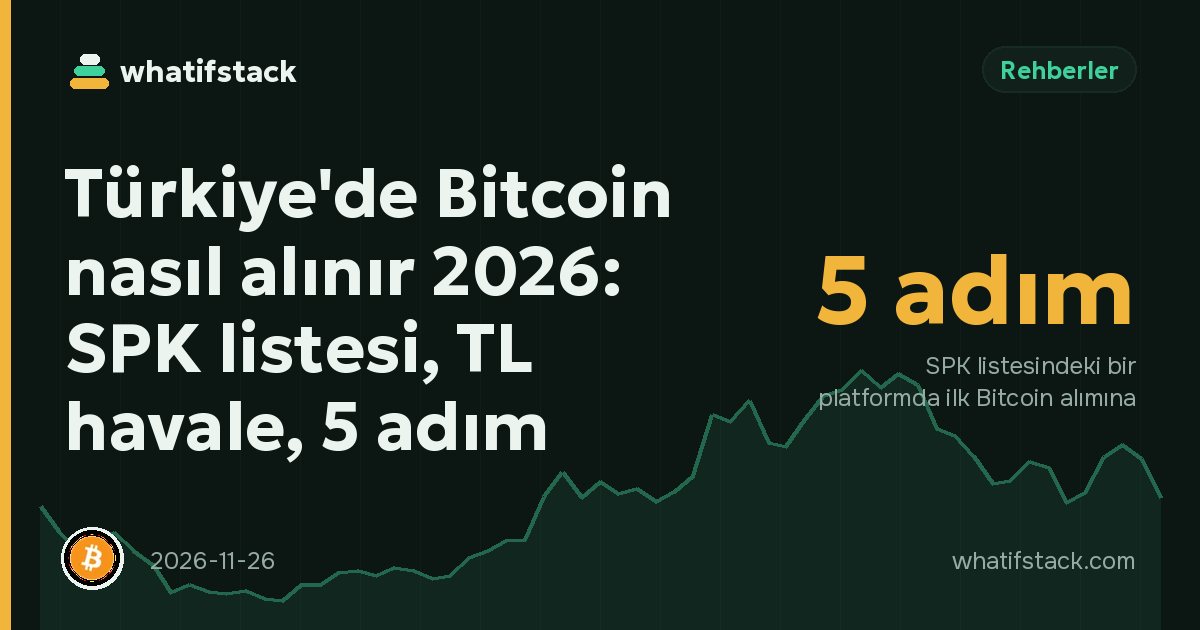 whatifstack
Rehberler
Türkiye'de Bitcoin
nasıl alınır 2026:
SPK listesi, TL
havale, 5 adım
5 adım
SPK listesindeki bir
platformda ilk Bitcoin alımına
2026-11-26
whatifstack.com